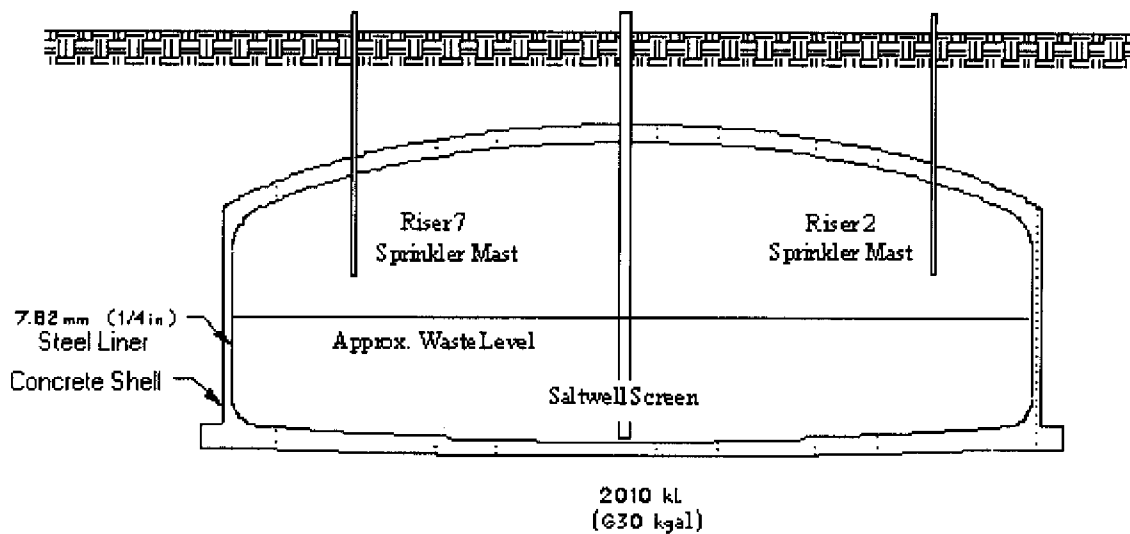 Riser 7
Sprinkler Mast
Riser 2
Sprinkler Mast
7.82 mm (1/4 in)
Steel Liner
Approx. Waste Level
Concrete Shell
Saltwell Screen
2010 kL
(G30 kgal)